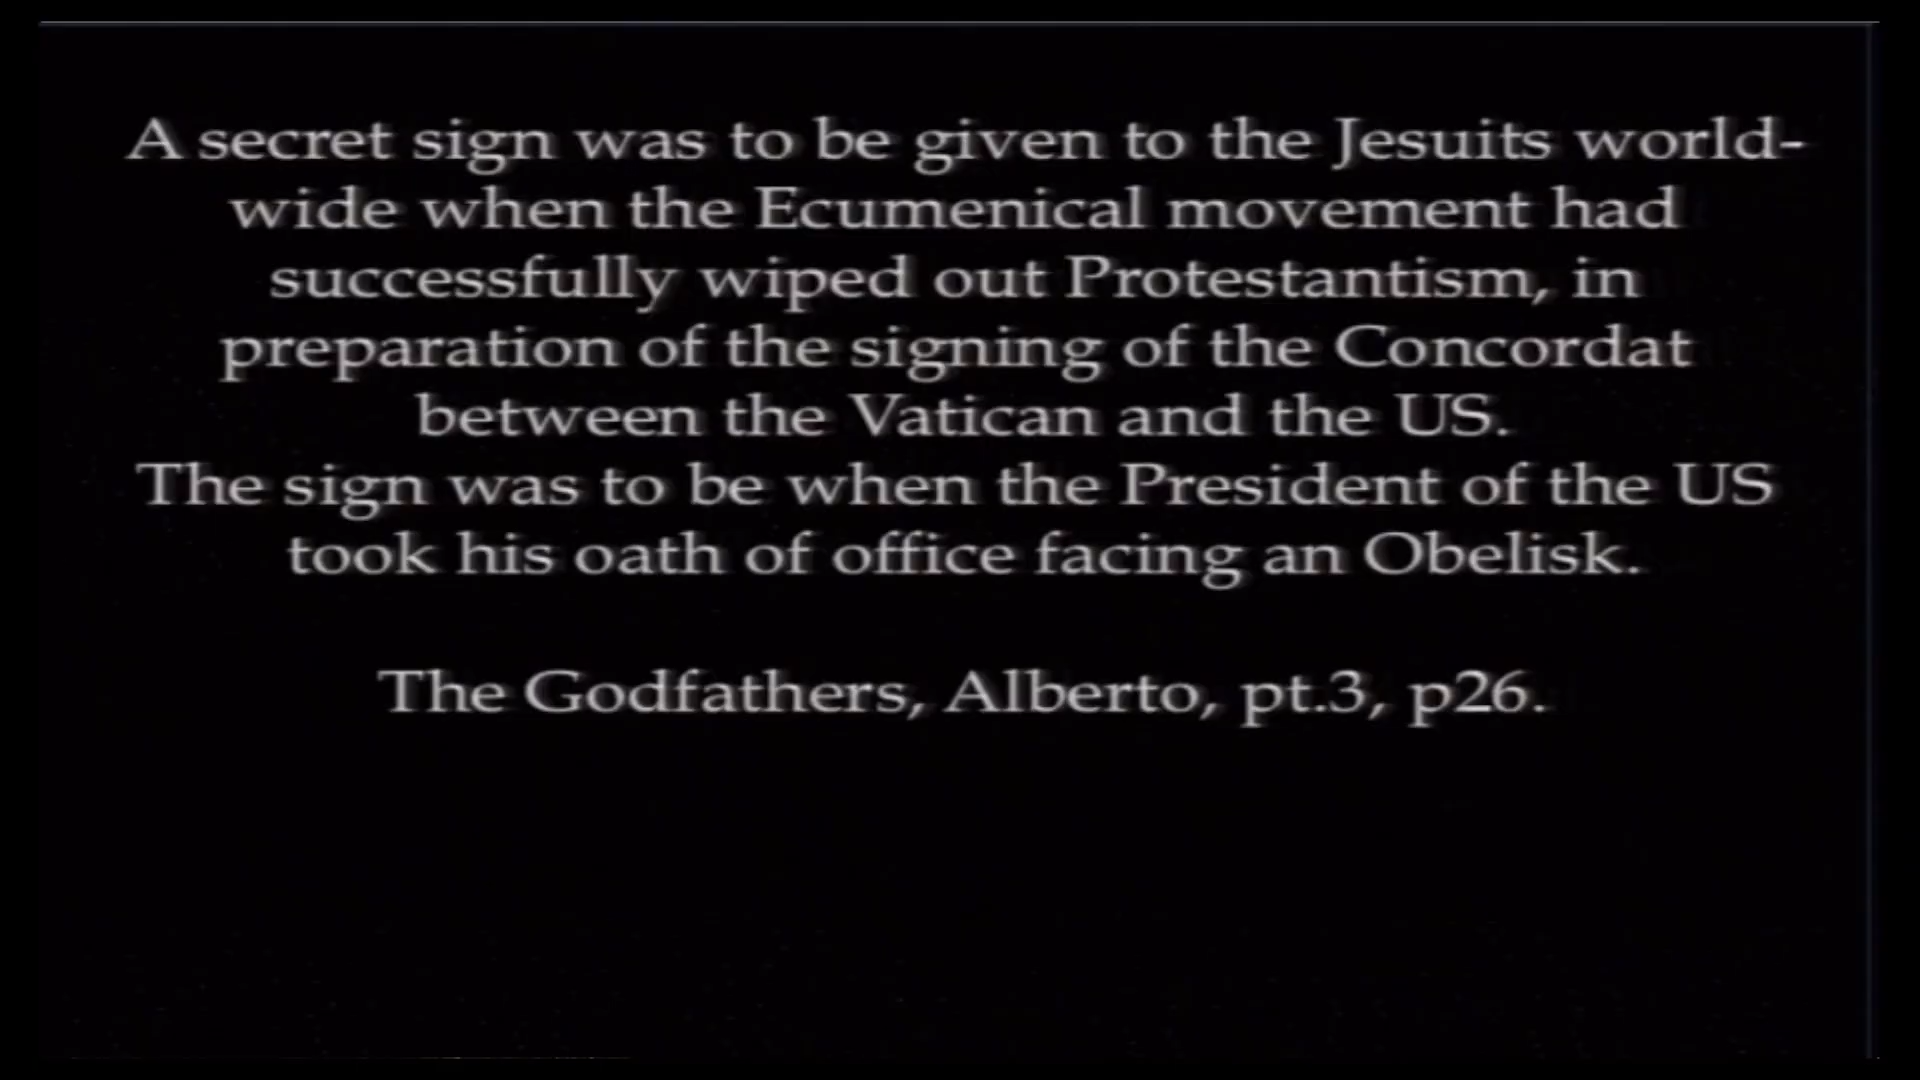 A secret sign was to be given to the Jesuits world-
wide when the Ecumenical movement had
successfully wiped out Protestantism, in
preparation of the signing of the Concordat
between the Vatican and the US.
The sign was to be when the President of the US
took his oath of office facing an Obelisk.
The Godfathers, Alberto, pt.3, p26.